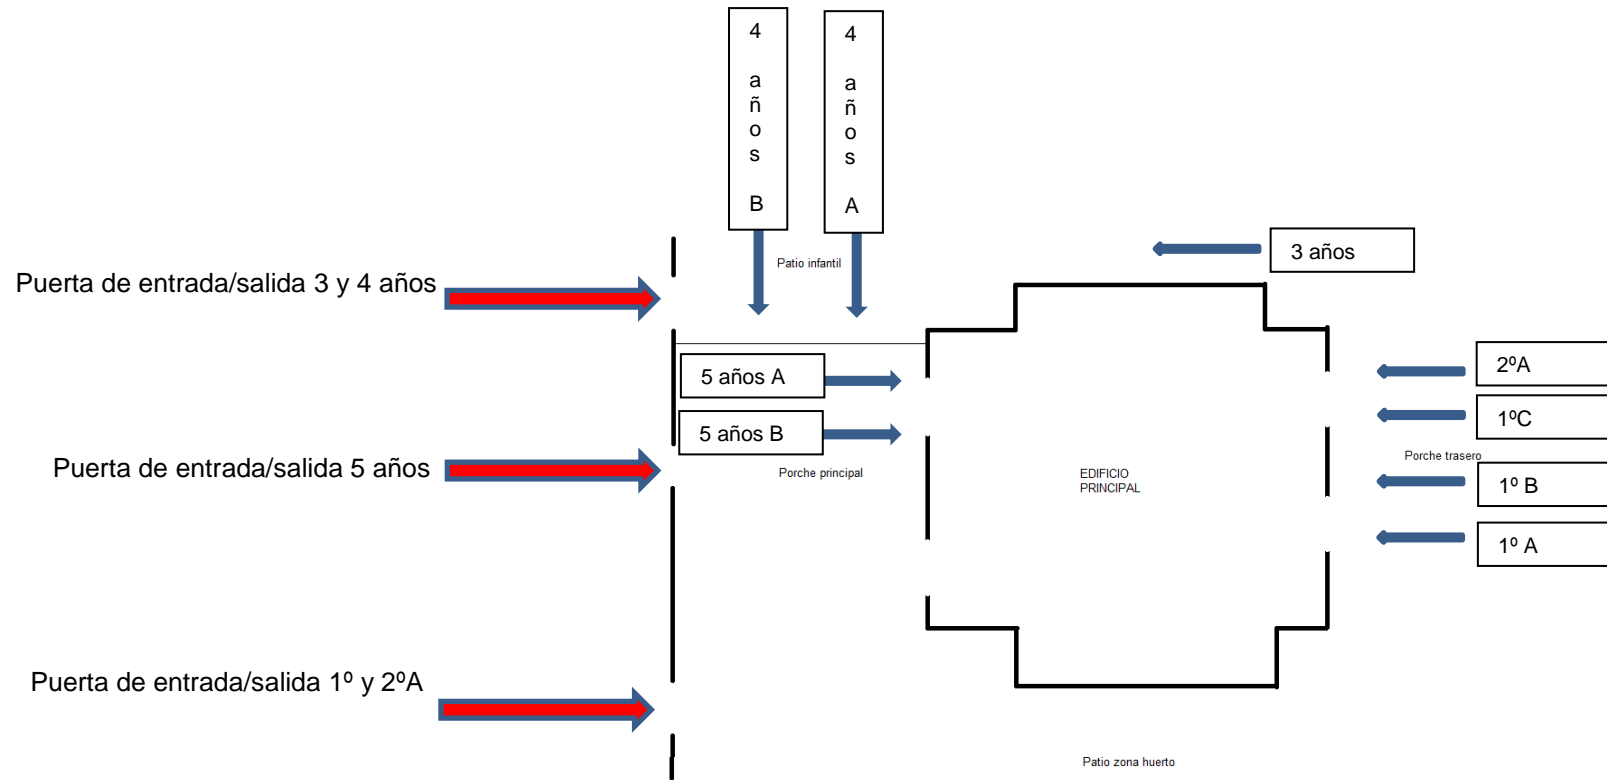 4 años B
4 años A
Patio infantil
3 años
Puerta de entrada/salida 3 y 4 años
5 años A
2ºA
1ºC
5 años B
Porche trasero
Puerta de entrada/salida 5 años
Porche principal
EDIFICIO
PRINCIPAL
1º B
1º A
Puerta de entrada/salida 1º y 2ºA
Patio zona huerto